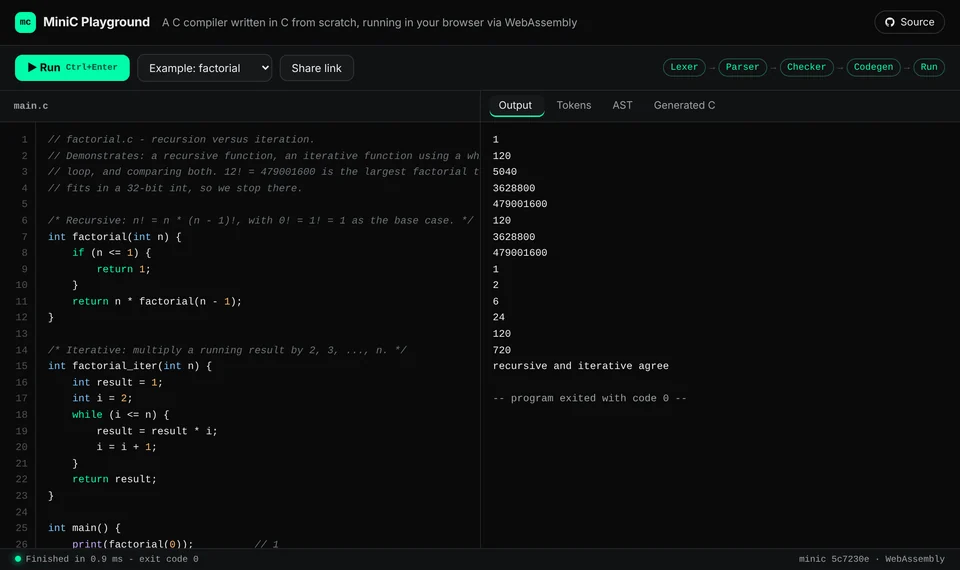 mc MiniC Playground A C compiler written in C from scratch, running in your browser via WebAssembly Source
▶ Run Ctrl+Enter Example: factorial Share link Lexer → Parser → Checker → Codegen → Run
main.c
Output Tokens AST Generated C
1 // factorial.c - recursion versus iteration.
2 // Demonstrates: a recursive function, an iterative function using a wh
3 // loop, and comparing both. 12! = 479001600 is the largest factorial t
4 // fits in a 32-bit int, so we stop there.
5
6 /* Recursive: n! = n * (n - 1)!, with 0! = 1! = 1 as the base case. */
7 int factorial(int n) {
8 if (n <= 1) {
9 return 1;
10 }
11 return n * factorial(n - 1);
12 }
13
14 /* Iterative: multiply a running result by 2, 3, ..., n. */
15 int factorial_iter(int n) {
16 int result = 1;
17 int i = 2;
18 while (i <= n) {
19 result = result * i;
20 i = i + 1;
21 }
22 return result;
23 }
24
25 int main() {
26 print(factorial(0)); // 1
1
120
5040
3628800
479001600
120
3628800
479001600
1
2
6
24
120
720
recursive and iterative agree
-- program exited with code 0 --
Finished in 0.9 ms - exit code 0
minic 5c7230e · WebAssembly